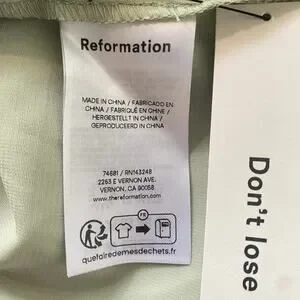 Reformation
MADE IN CHINA / FABRICADO EN
CHINA / FABRIQUÉ EN CHINE /
HERGESTELLT IN CHINA /
GEPRODUCEERD IN CHINA
74681 / RN143248
2263 E VERNON AVE.
VERNON, CA 90058
www.thereformation.com
FR
quefairedemesdechets.fr
Don't lose